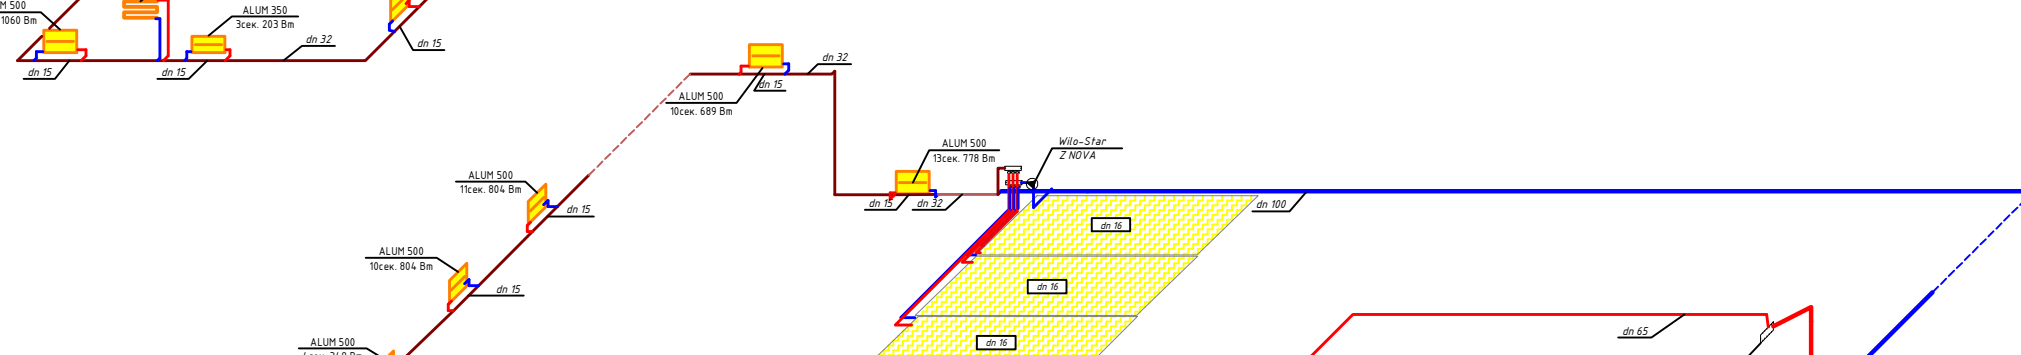 M 500
1060 Вт
dn 15
ALUM 350
3сек. 203 Вт
dn 15
dn 32
dn 15
ALUM 500
10сек. 689 Вт
dn 15
dn 32
ALUM 500
13сек. 778 Вт
dn 15
dn 32
Wilo-Star
Z NOVA
dn 100
ALUM 500
11сек. 804 Вт
dn 15
ALUM 500
10сек. 804 Вт
dn 15
ALUM 500
dn 16
dn 16
dn 16
dn 65